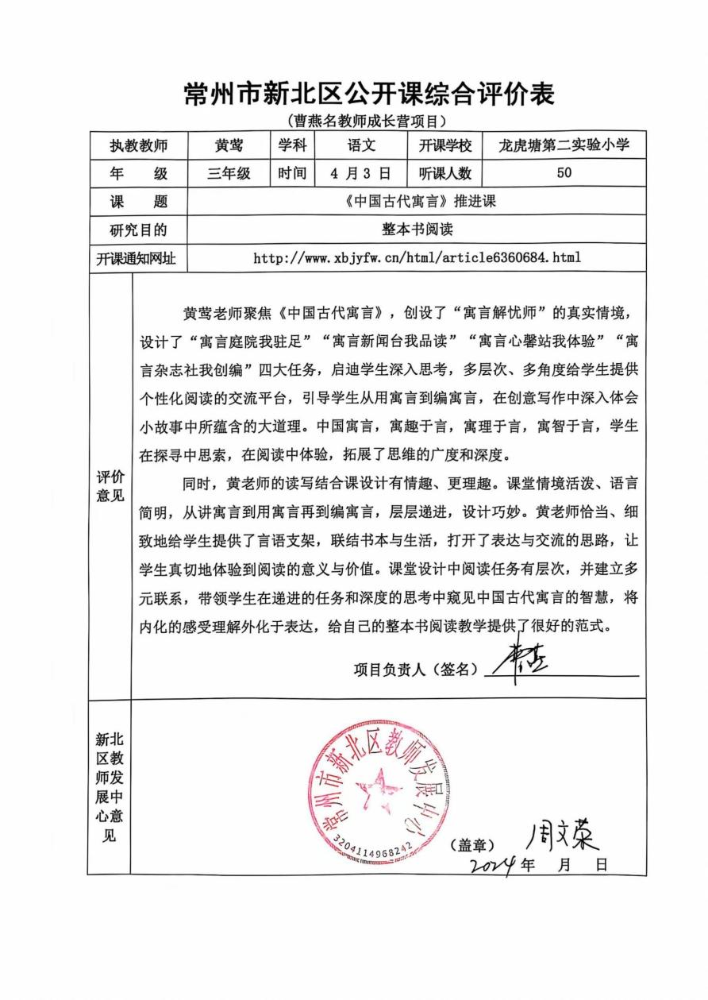 常州市新北区公开课综合评价表
(曹燕名教师成长营项目)
执教教师 黄莺 学科 语文 开课学校 龙虎塘第二实验小学
年 级 三年级 时间 4 月 3 日 听课人数 50
课 题 《中国古代寓言》推进课
研究目的 整本书阅读
开课通知网址 http://www.xbjyfw.cn/html/article6360684.html
评价
意见
黄莺老师聚焦《中国古代寓言》，创设了“寓言解忧师”的真实情境，
设计了“寓言庭院我驻足”“寓言新闻台我品读”“寓言心馨站我体验”“寓
言杂志社我创编”四大任务，启迪学生深入思考，多层次、多角度给学生提供
个性化阅读的交流平台，引导学生从用寓言到编寓言，在创意写作中深入体会
小故事中所蕴含的大道理。中国寓言，寓趣于言，寓理于言，寓智于言，学生
在探寻中思索，在阅读中体验，拓展了思维的广度和深度。
同时，黄老师的读写结合课设计有情趣、更理趣。课堂情境活泼、语言
简明，从讲寓言到用寓言再到编寓言，层层递进，设计巧妙。黄老师恰当、细
致地给学生提供了言语支架，联结书本与生活，打开了表达与交流的思路，让
学生真切地体验到阅读的意义与价值。课堂设计中阅读任务有层次，并建立多
元联系，带领学生在递进的任务和深度的思考中窥见中国古代寓言的智慧，将
内化的感受理解外化于表达，给自己的整本书阅读教学提供了很好的范式。
项目负责人（签名）
新北
区教
师发
展中
心意
见
常州市新北区教师发展中心
3204114968242
（盖章） 周文荣
2024 年 月 日